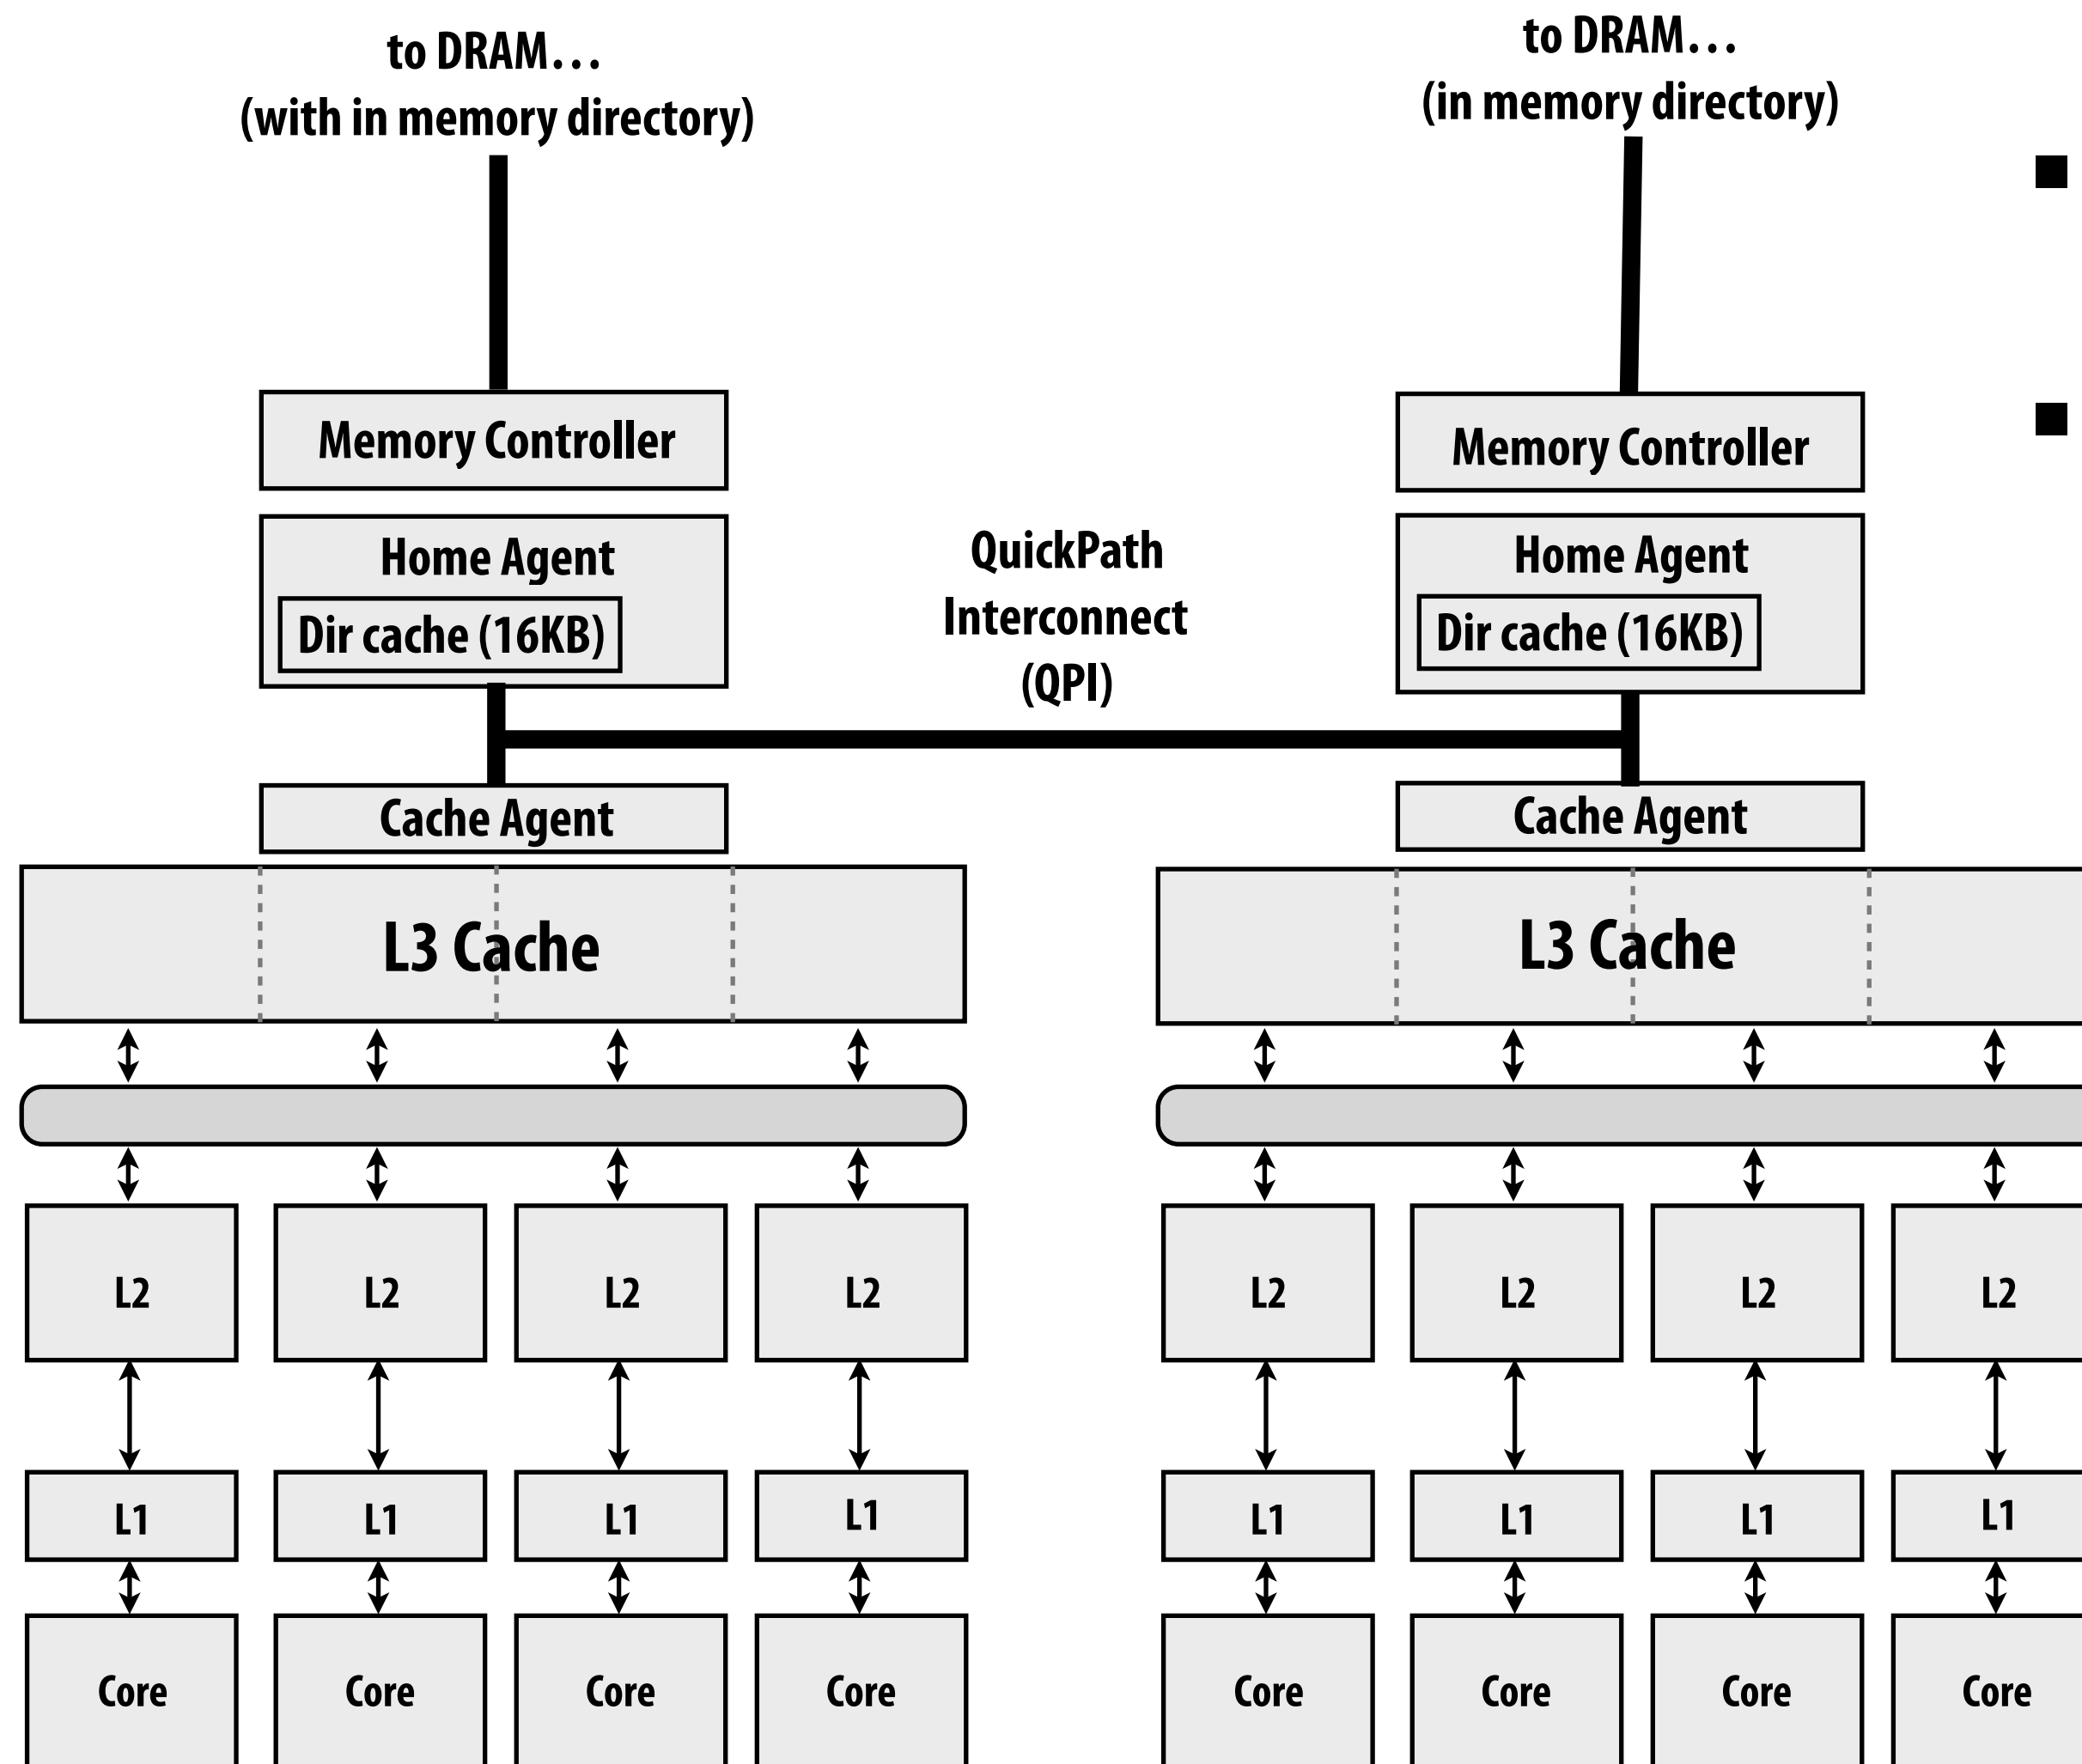 to DRAM...
(with in memory directory)
to DRAM...
(in memory directory)
Memory Controller
Memory Controller
Home Agent
Dir cache (16KB)
QuickPath
Interconnect
(QPI)
Home Agent
Dir cache (16KB)
Cache Agent
Cache Agent
L3 Cache
L3 Cache
L2 L2 L2 L2 L2 L2 L2 L2
L1 L1 L1 L1 L1 L1 L1 L1
Core Core Core Core Core Core Core Core